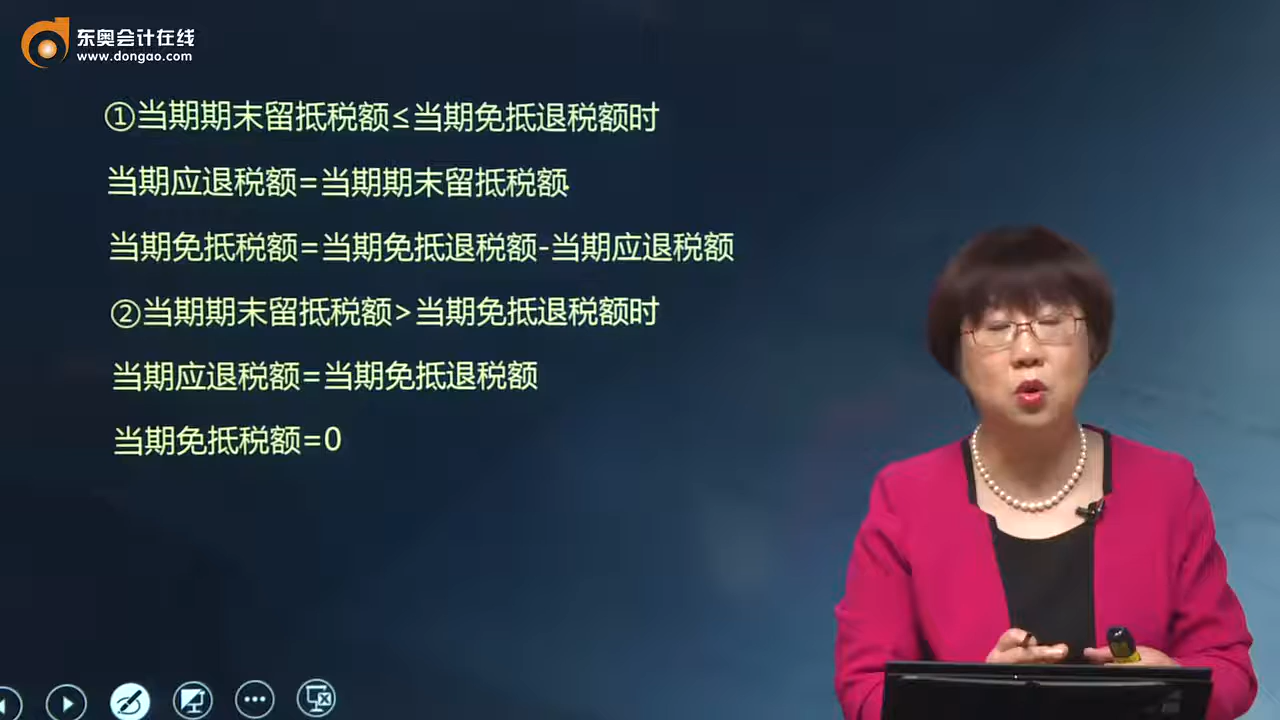 东奥会计在线
www.dongao.com
①当期期末留抵税额≤当期免抵退税额时
当期应退税额=当期期末留抵税额
当期免抵税额=当期免抵退税额-当期应退税额
②当期期末留抵税额>当期免抵退税额时
当期应退税额=当期免抵退税额
当期免抵税额=0